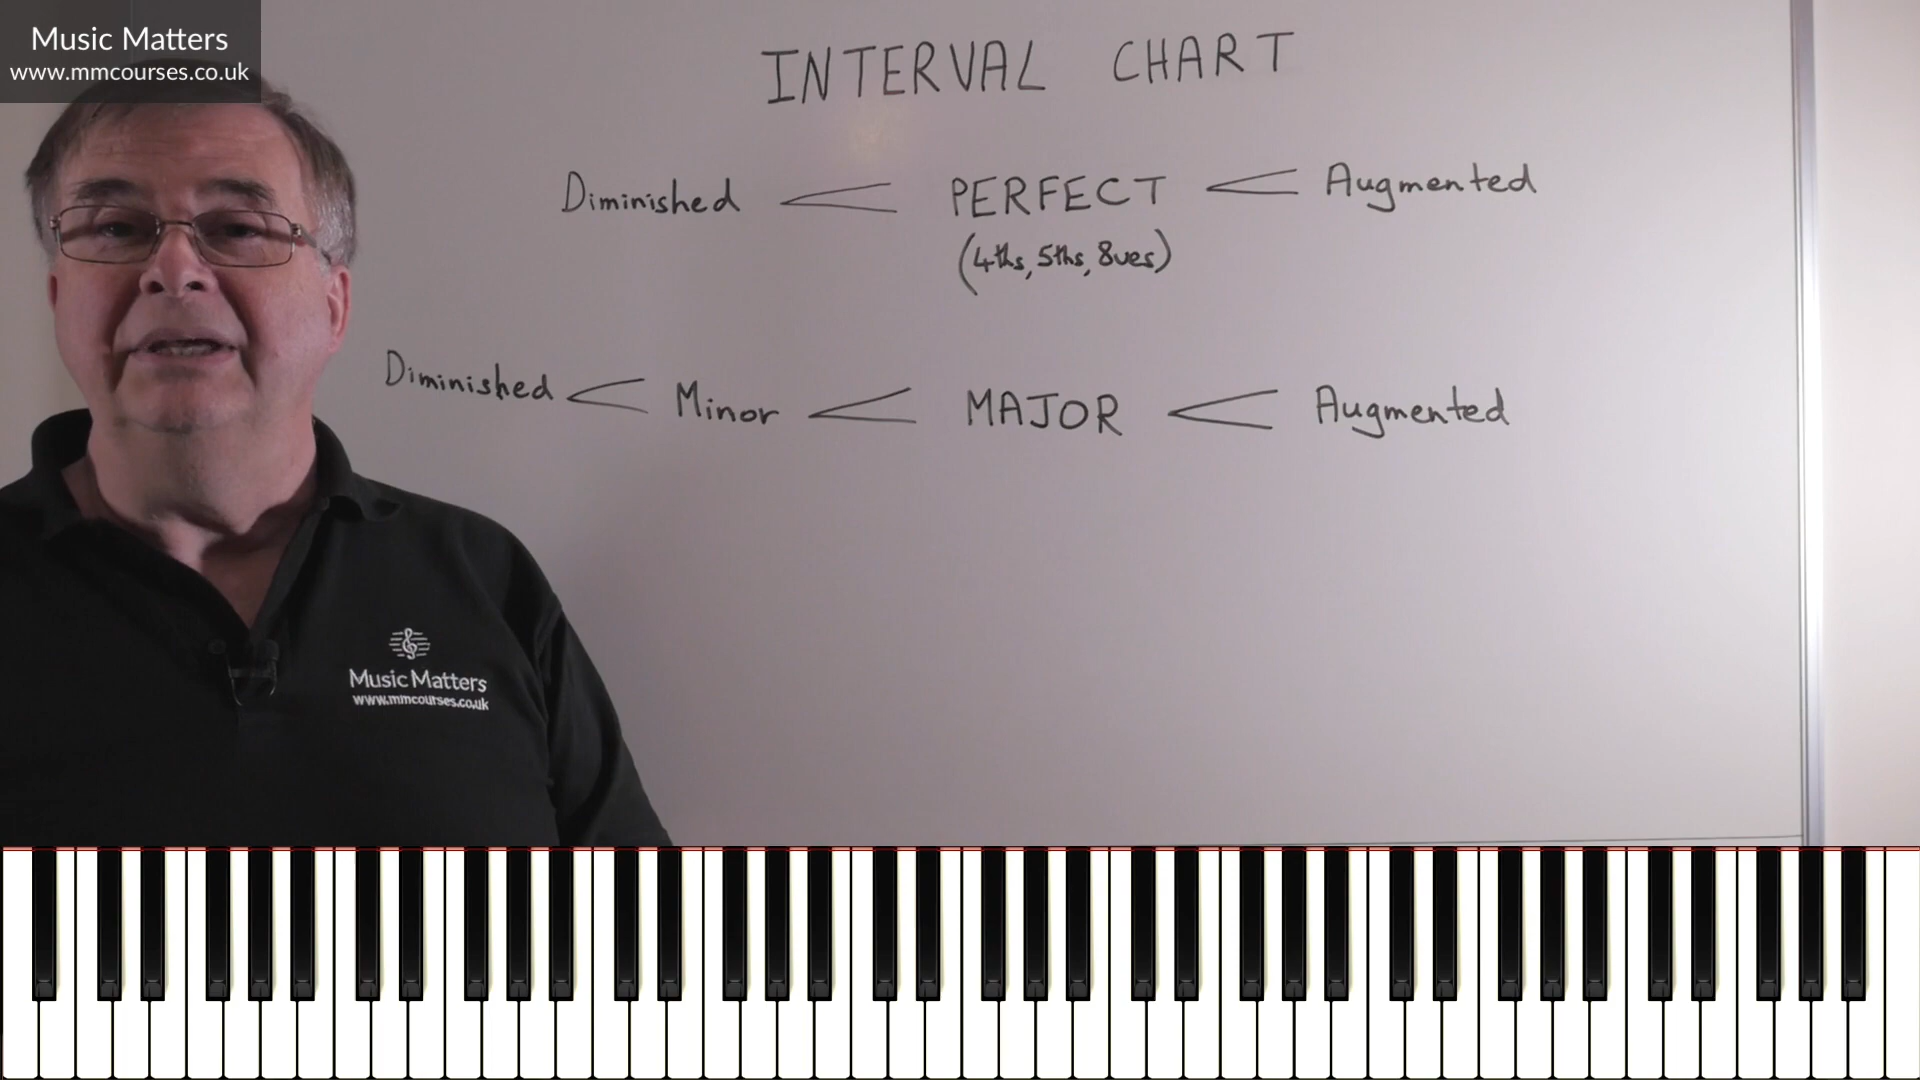 Music Matters
www.mmcourses.co.uk
INTERVAL CHART
Diminished < PERFECT < Augmented
(4ths, 5ths, 8ves)
Diminished < Minor < MAJOR < Augmented
Music Matters
www.mmcourses.co.uk